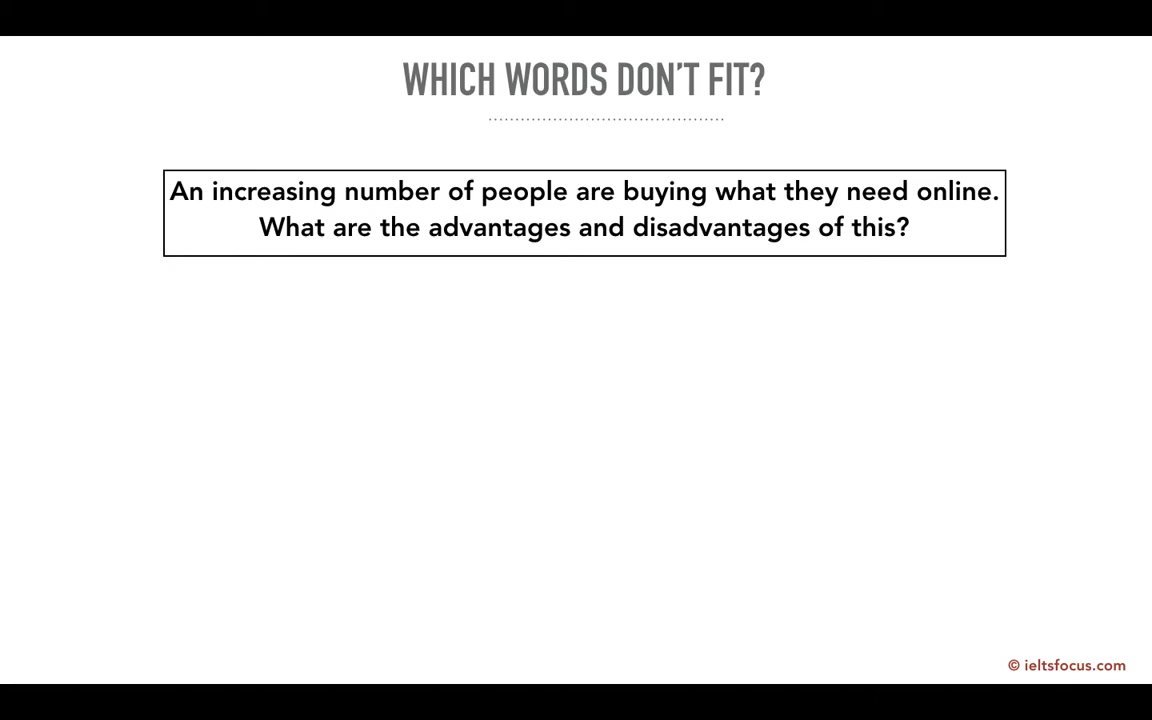 WHICH WORDS DON'T FIT?
An increasing number of people are buying what they need online.
What are the advantages and disadvantages of this?
© ieltsfocus.com